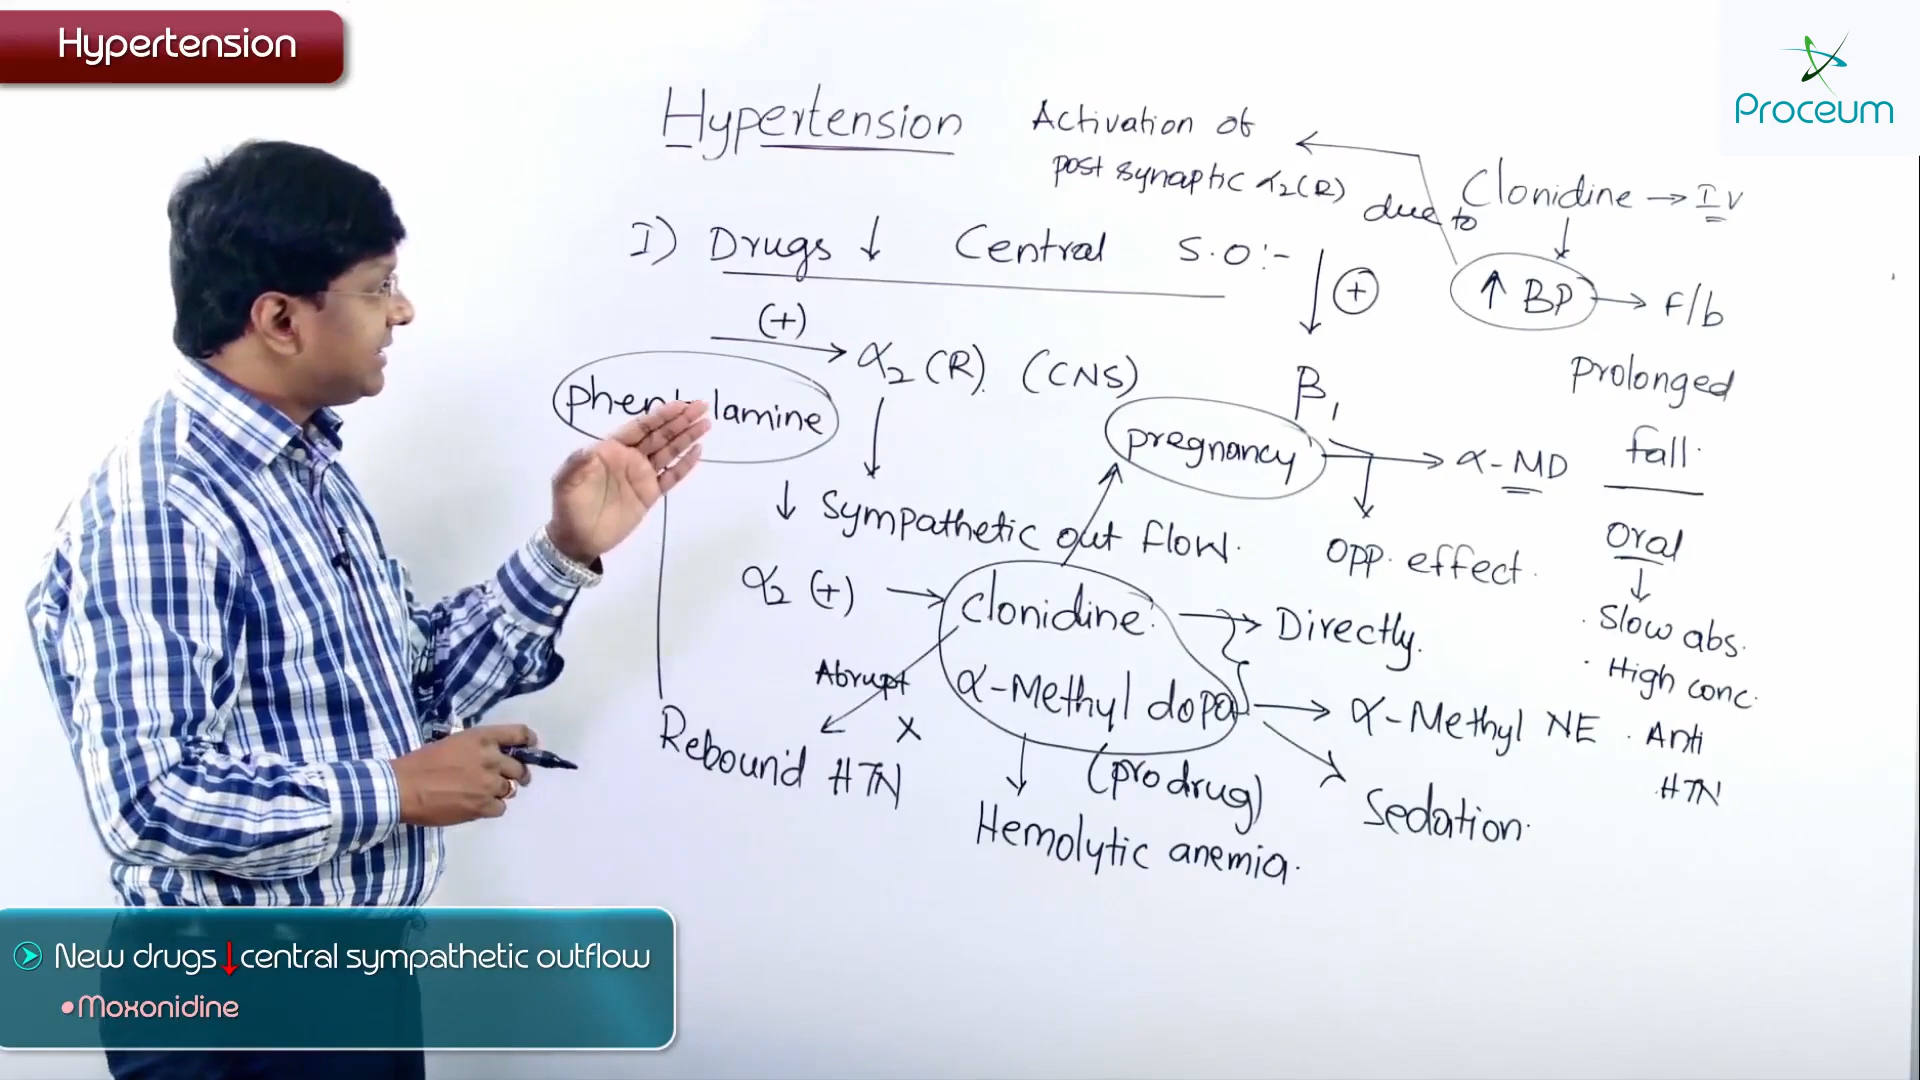 Hypertension
Proceum
Hypertension
Activation of
post synaptic α2(R)
due to
Clonidine → IV
↑ BP → F/b
Prolonged
fall.
Oral
Slow abs.
High conc.
Anti
HTN
I) Drugs ↓ Central S.O:-
(+)
→ α2 (R). (CNS)
↓ (+)
β1
phentolamine
pregnancy
→ α-MD
opp. effect.
↓ Sympathetic out flow.
α2 (+) → Clonidine. → Directly.
Abrupt
X
α-Methyl dopa → α-Methyl NE
(prodrug)
Rebound HTN
Hemolytic anemia.
Sedation.
New drugs ↓ central sympathetic outflow
•Moxonidine